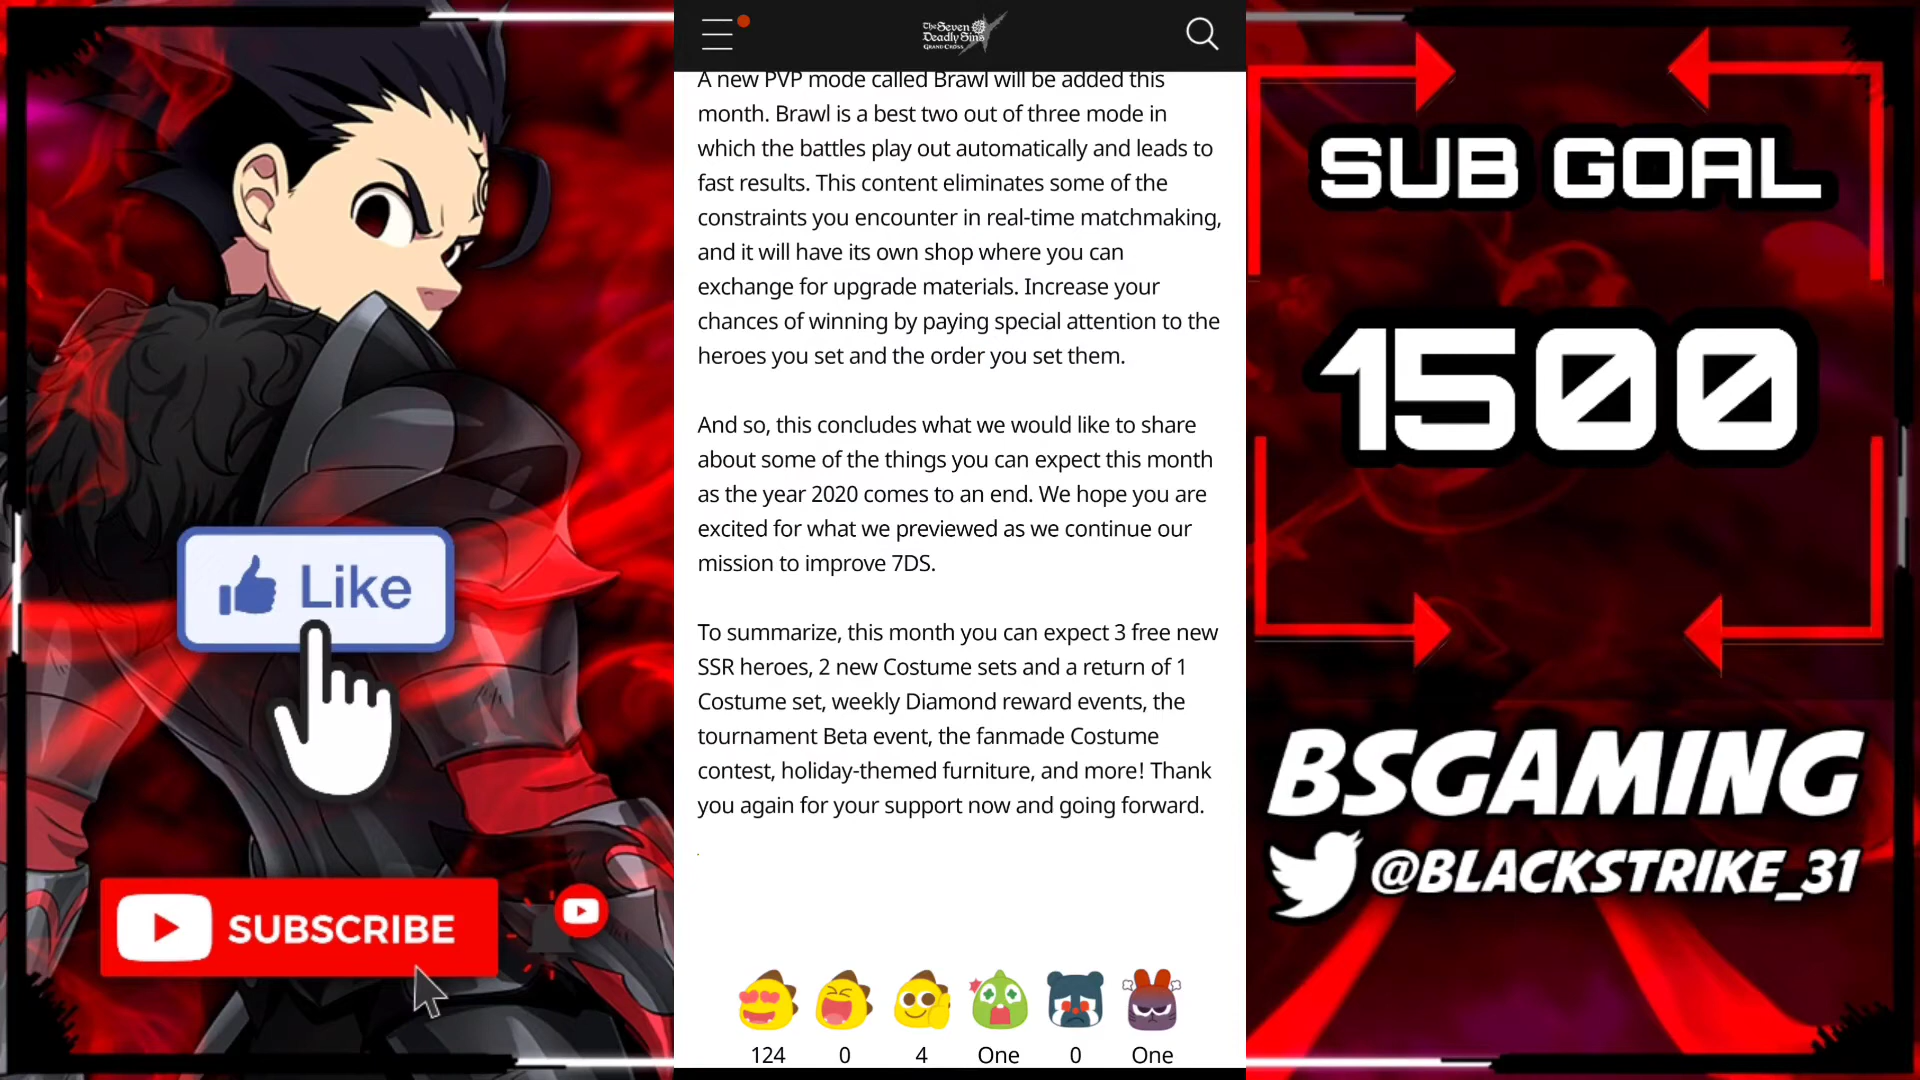 The Seven
Deadly Sins
GRAND CROSS
A new PVP mode called Brawl will be added this
month. Brawl is a best two out of three mode in
which the battles play out automatically and leads to
fast results. This content eliminates some of the
constraints you encounter in real-time matchmaking,
and it will have its own shop where you can
exchange for upgrade materials. Increase your
chances of winning by paying special attention to the
heroes you set and the order you set them.
And so, this concludes what we would like to share
about some of the things you can expect this month
as the year 2020 comes to an end. We hope you are
excited for what we previewed as we continue our
mission to improve 7DS.
To summarize, this month you can expect 3 free new
SSR heroes, 2 new Costume sets and a return of 1
Costume set, weekly Diamond reward events, the
tournament Beta event, the fanmade Costume
contest, holiday-themed furniture, and more! Thank
you again for your support now and going forward.
124 0 4 One 0 One
Like
SUBSCRIBE
SUB GOAL
1500
BSGAMING
@BLACKSTRIKE_31